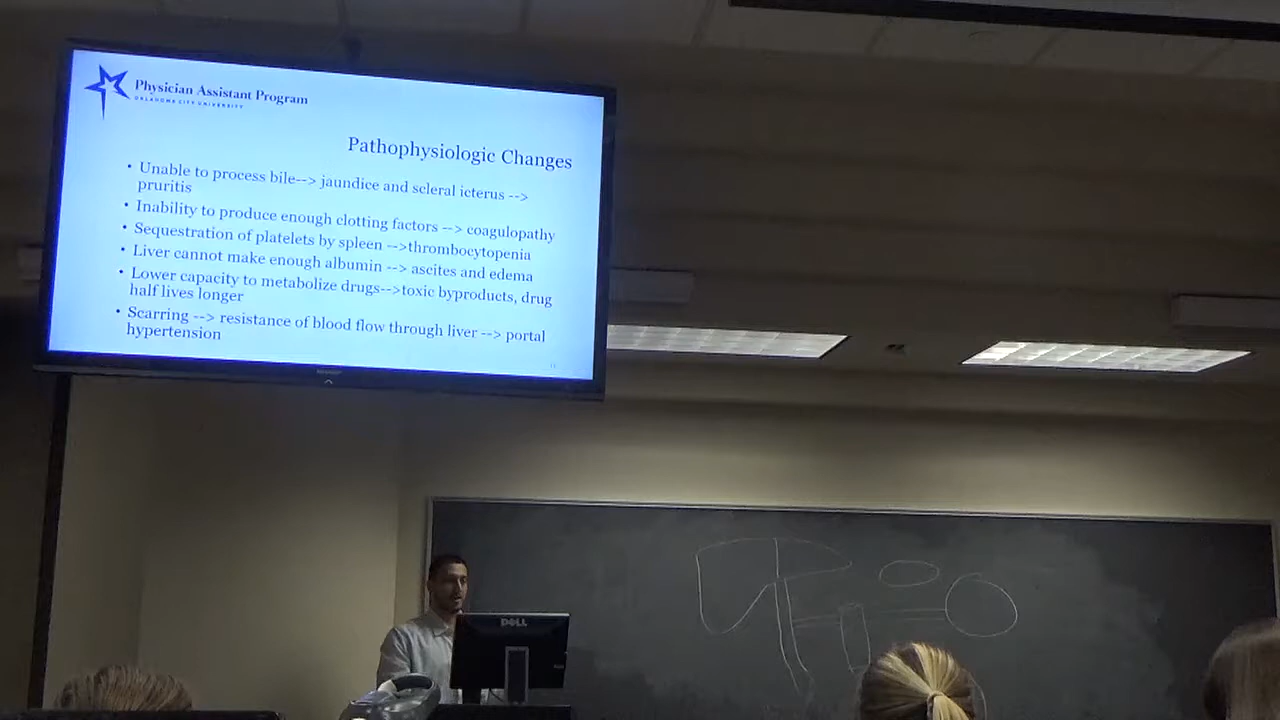 Physician Assistant Program
OKLAHOMA CITY UNIVERSITY
Pathophysiologic Changes
• Unable to process bile--> jaundice and scleral icterus -->
pruritis
• Inability to produce enough clotting factors --> coagulopathy
• Sequestration of platelets by spleen -->thrombocytopenia
• Liver cannot make enough albumin --> ascites and edema
• Lower capacity to metabolize drugs-->toxic byproducts, drug
half lives longer
• Scarring --> resistance of blood flow through liver --> portal
hypertension
DELL